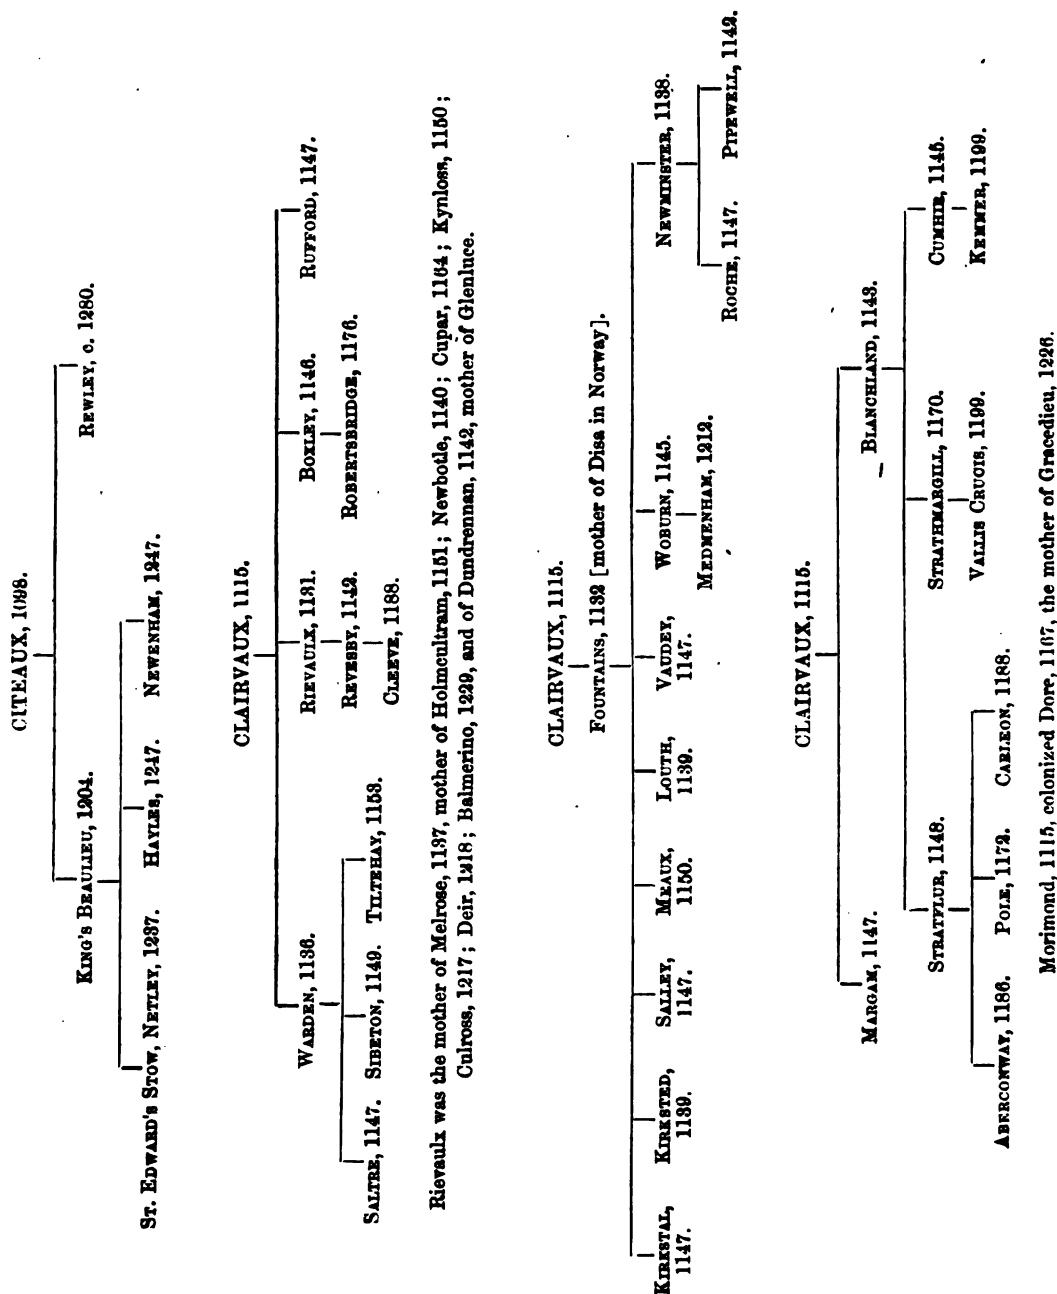 CITEAUX, 1098.
KING'S BEAULIEU, 1204. REWLEY, c. 1280.
ST. EDWARD'S STOW, NETLEY, 1237. HAYLES, 1247. NEWENHAM, 1247.
CLAIRVAUX, 1115.
WARDEN, 1136. RIEVAULX, 1131. BOXLEY, 1146. RUFFORD, 1147.
SALTRE, 1147. SIBETON, 1149. TILTEHAY, 1153. REVESBY, 1142. ROBERTSBRIDGE, 1176.
CLEEVE, 1188.
Rievaulx was the mother of Melrose, 1137, mother of Holmcultram, 1151; Newbotle, 1140; Cupar, 1164; Kynloss, 1150;
Culross, 1217; Deir, 1218; Balmerino, 1229, and of Dundrennan, 1142, mother of Glenluce.
CLAIRVAUX, 1115.
FOUNTAINS, 1132 [mother of Disa in Norway].
KIRKSTAL, KIRKSTED, SALLEY, MEAUX, LOUTH, VAUDEY, WOBURN, 1145. NEWMINSTER, 1138.
1147. 1139. 1147. 1150. 1139. 1147.
MEDMENHAM, 1212. ROCHE, 1147. PIPEWELL, 1142.
CLAIRVAUX, 1115.
MARGAM, 1147. BLANCHLAND, 1143.
STRATFLUR, 1148. STRATHMARGILL, 1170. CUMHIR, 1145.
ABERCONWAY, 1186. POLE, 1172. CARLEON, 1188. VALLIS CRUCIS, 1199. KEMMER, 1199.
Morimond, 1115, colonized Dore, 1167, the mother of Gracedieu, 1226.